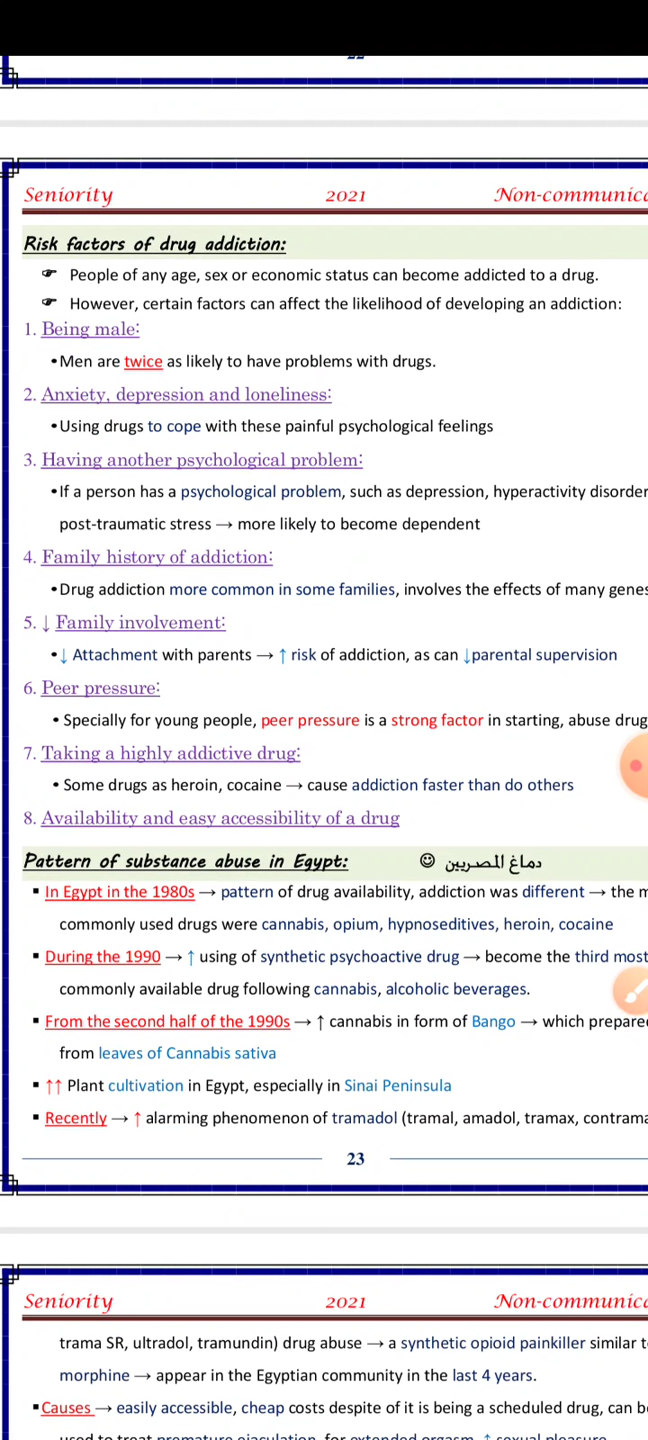 Seniority 2021 Non-communica
Risk factors of drug addiction:
☞ People of any age, sex or economic status can become addicted to a drug.
☞ However, certain factors can affect the likelihood of developing an addiction:
1. Being male:
•Men are twice as likely to have problems with drugs.
2. Anxiety, depression and loneliness:
•Using drugs to cope with these painful psychological feelings
3. Having another psychological problem:
•If a person has a psychological problem, such as depression, hyperactivity disorder
post-traumatic stress → more likely to become dependent
4. Family history of addiction:
•Drug addiction more common in some families, involves the effects of many genes
5. ↓ Family involvement:
•↓ Attachment with parents → ↑ risk of addiction, as can ↓parental supervision
6. Peer pressure:
• Specially for young people, peer pressure is a strong factor in starting, abuse drug
7. Taking a highly addictive drug:
• Some drugs as heroin, cocaine → cause addiction faster than do others
8. Availability and easy accessibility of a drug
Pattern of substance abuse in Egypt: ☺ دماغ المصريين
▪ In Egypt in the 1980s → pattern of drug availability, addiction was different → the m
commonly used drugs were cannabis, opium, hypnoseditives, heroin, cocaine
▪ During the 1990 → ↑ using of synthetic psychoactive drug → become the third most
commonly available drug following cannabis, alcoholic beverages.
▪ From the second half of the 1990s → ↑ cannabis in form of Bango → which prepare
from leaves of Cannabis sativa
▪ ↑↑ Plant cultivation in Egypt, especially in Sinai Peninsula
▪ Recently → ↑ alarming phenomenon of tramadol (tramal, amadol, tramax, contrama
23
Seniority 2021 Non-communica
trama SR, ultradol, tramundin) drug abuse → a synthetic opioid painkiller similar t
morphine → appear in the Egyptian community in the last 4 years.
▪Causes → easily accessible, cheap costs despite of it is being a scheduled drug, can b
used to treat premature ejaculation, for extended orgasm, ↑ sexual pleasure